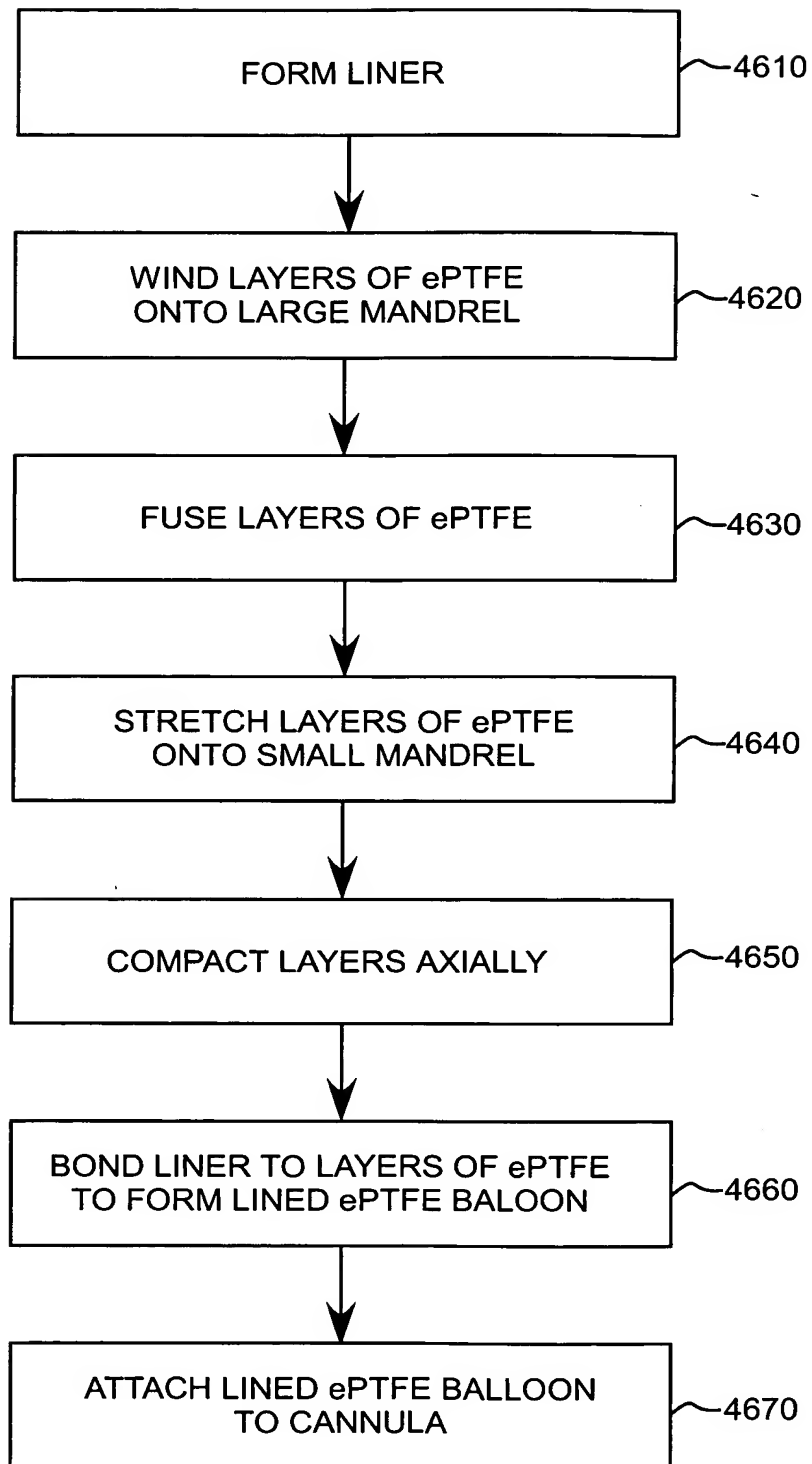 FORM LINER
4610
WIND LAYERS OF ePTFE
ONTO LARGE MANDREL
4620
FUSE LAYERS OF ePTFE
4630
STRETCH LAYERS OF ePTFE
ONTO SMALL MANDREL
4640
COMPACT LAYERS AXIALLY
4650
BOND LINER TO LAYERS OF ePTFE
TO FORM LINED ePTFE BALOON
4660
ATTACH LINED ePTFE BALLOON
TO CANNULA
4670